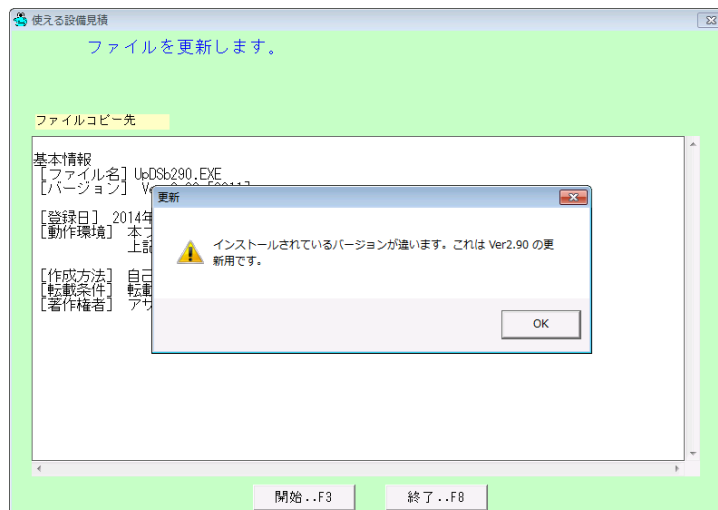 使える設備見積
ファイルを更新します。
ファイルコピー先
基本情報
[ファイル名] UpDSb290.EXE
[バージョン]
[登録日] 2014年
[動作環境] 本
上記
[作成方法] 自己
[転載条件] 転載
[著作権者] アサ
更新
インストールされているバージョンが違います。これは Ver2.90 の更
新用です。
OK
開始..F3
終了..F8